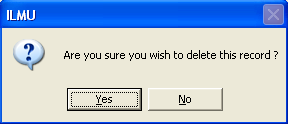 ILMU
Are you sure you wish to delete this record ?
Yes No